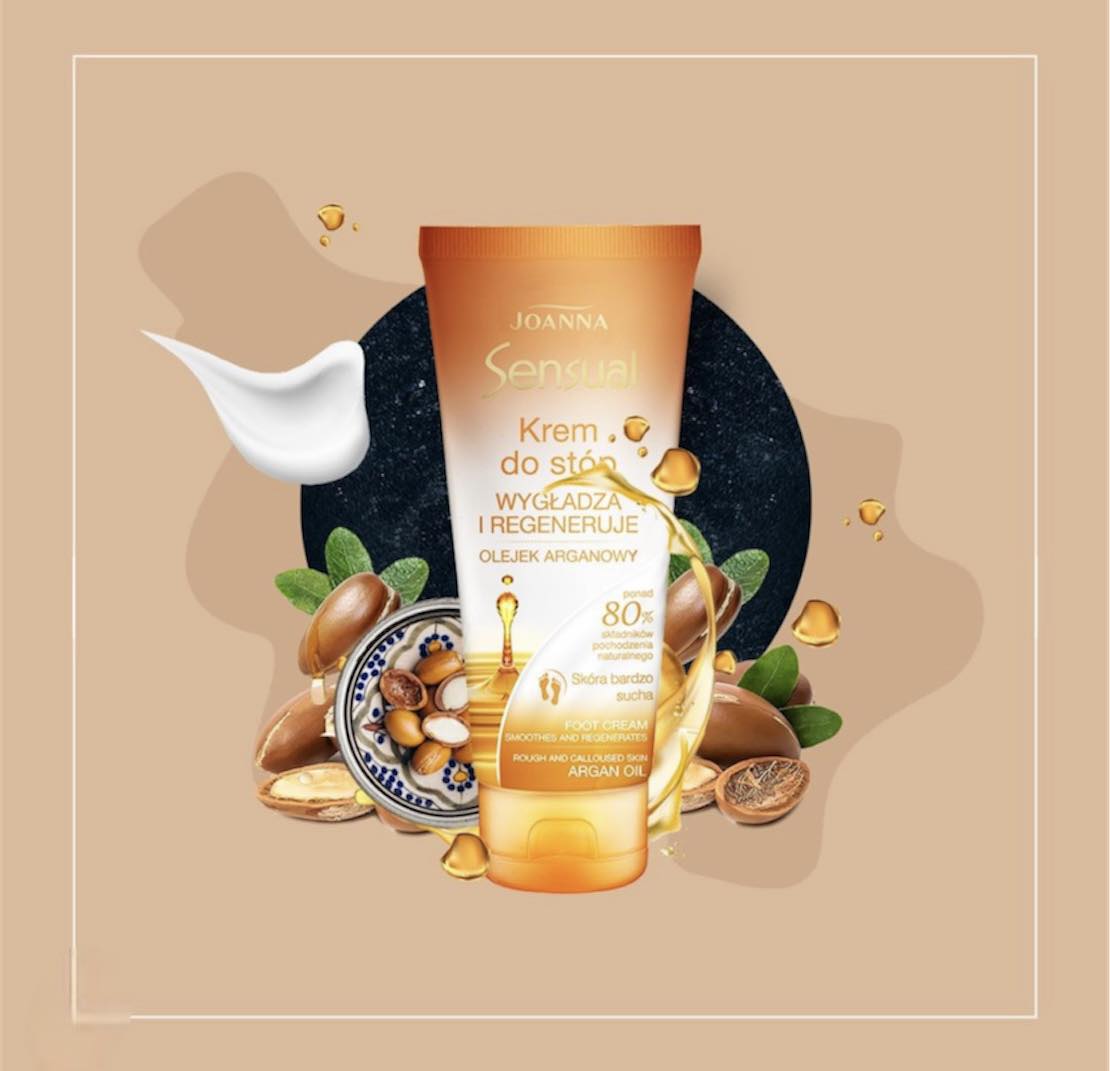 JOANNA
Sensual
Krem
do stóp
WYGŁADZA
I REGENERUJE
OLEJEK ARGANOWY
ponad
80%
składników
pochodzenia
naturalnego
Skóra bardzo
sucha
FOOT CREAM
SMOOTHES AND REGENERATES
ROUGH AND CALLOUSED SKIN
ARGAN OIL